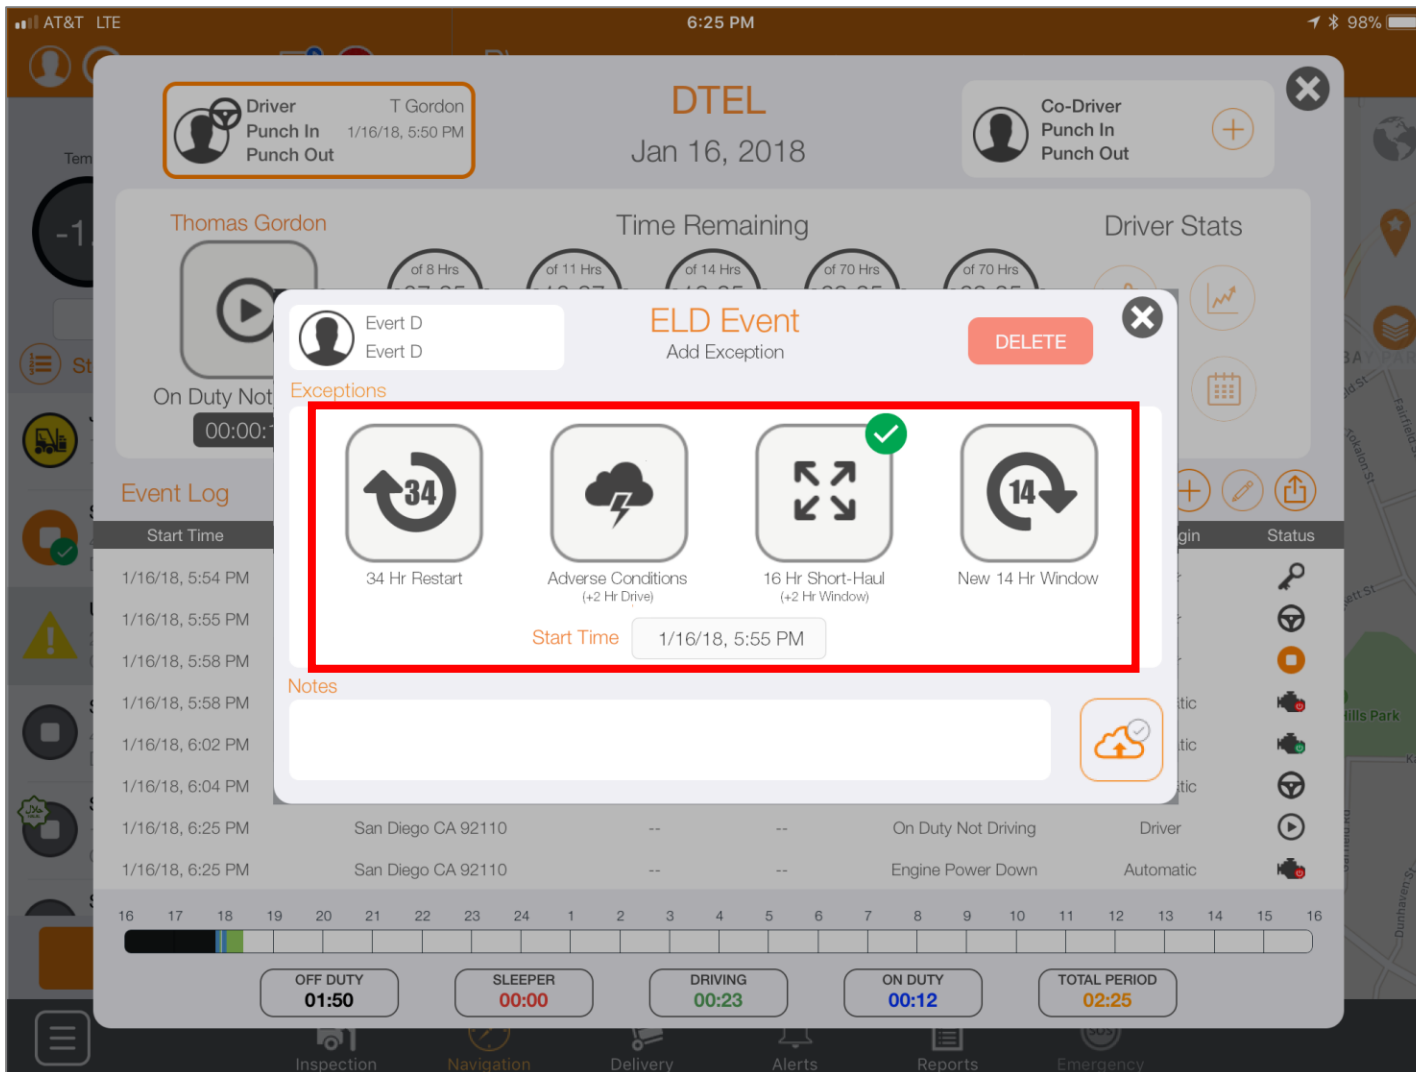 AT&T LTE 6:25 PM 98%
Driver T Gordon
Punch In 1/16/18, 5:50 PM
Punch Out
DTEL
Jan 16, 2018
Co-Driver
Punch In
Punch Out
Thomas Gordon
Time Remaining
Driver Stats
of 8 Hrs of 11 Hrs of 14 Hrs of 70 Hrs of 70 Hrs
On Duty Not
Evert D
Evert D
ELD Event
Add Exception
DELETE
Exceptions
34
14
34 Hr Restart
Adverse Conditions
(+2 Hr Drive)
16 Hr Short-Haul
(+2 Hr Window)
New 14 Hr Window
Start Time 1/16/18, 5:55 PM
Notes
Event Log
Start Time Status
1/16/18, 5:54 PM
1/16/18, 5:55 PM
1/16/18, 5:58 PM
1/16/18, 5:58 PM
1/16/18, 6:02 PM
1/16/18, 6:04 PM
1/16/18, 6:25 PM San Diego CA 92110 -- -- On Duty Not Driving Driver
1/16/18, 6:25 PM San Diego CA 92110 -- -- Engine Power Down Automatic
16 17 18 19 20 21 22 23 24 1 2 3 4 5 6 7 8 9 10 11 12 13 14 15 16
OFF DUTY
01:50
SLEEPER
00:00
DRIVING
00:23
ON DUTY
00:12
TOTAL PERIOD
02:25
Inspection Navigation Delivery Alerts Reports Emergency
SOS
Hills Park
Fairfield S
Tokalon St
Dunhaven St